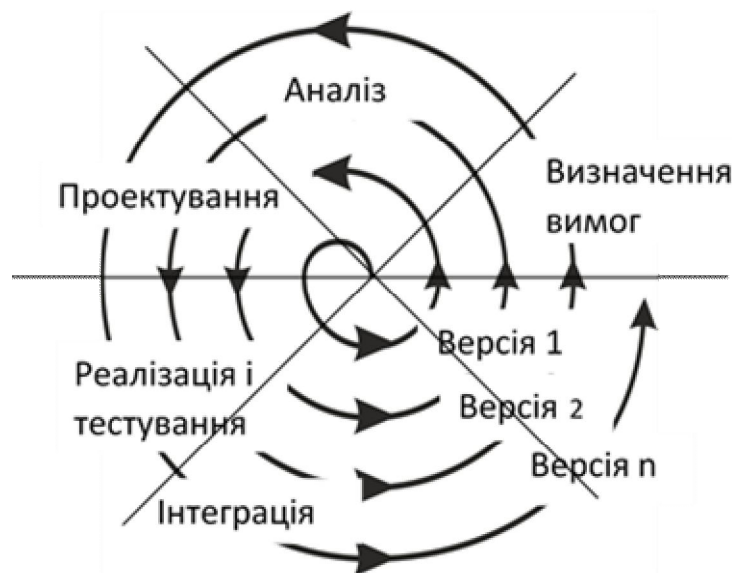 Аналіз
Визначення
вимог
Проектування
Версія 1
Реалізація і
тестування
Версія 2
Версія n
Інтеграція